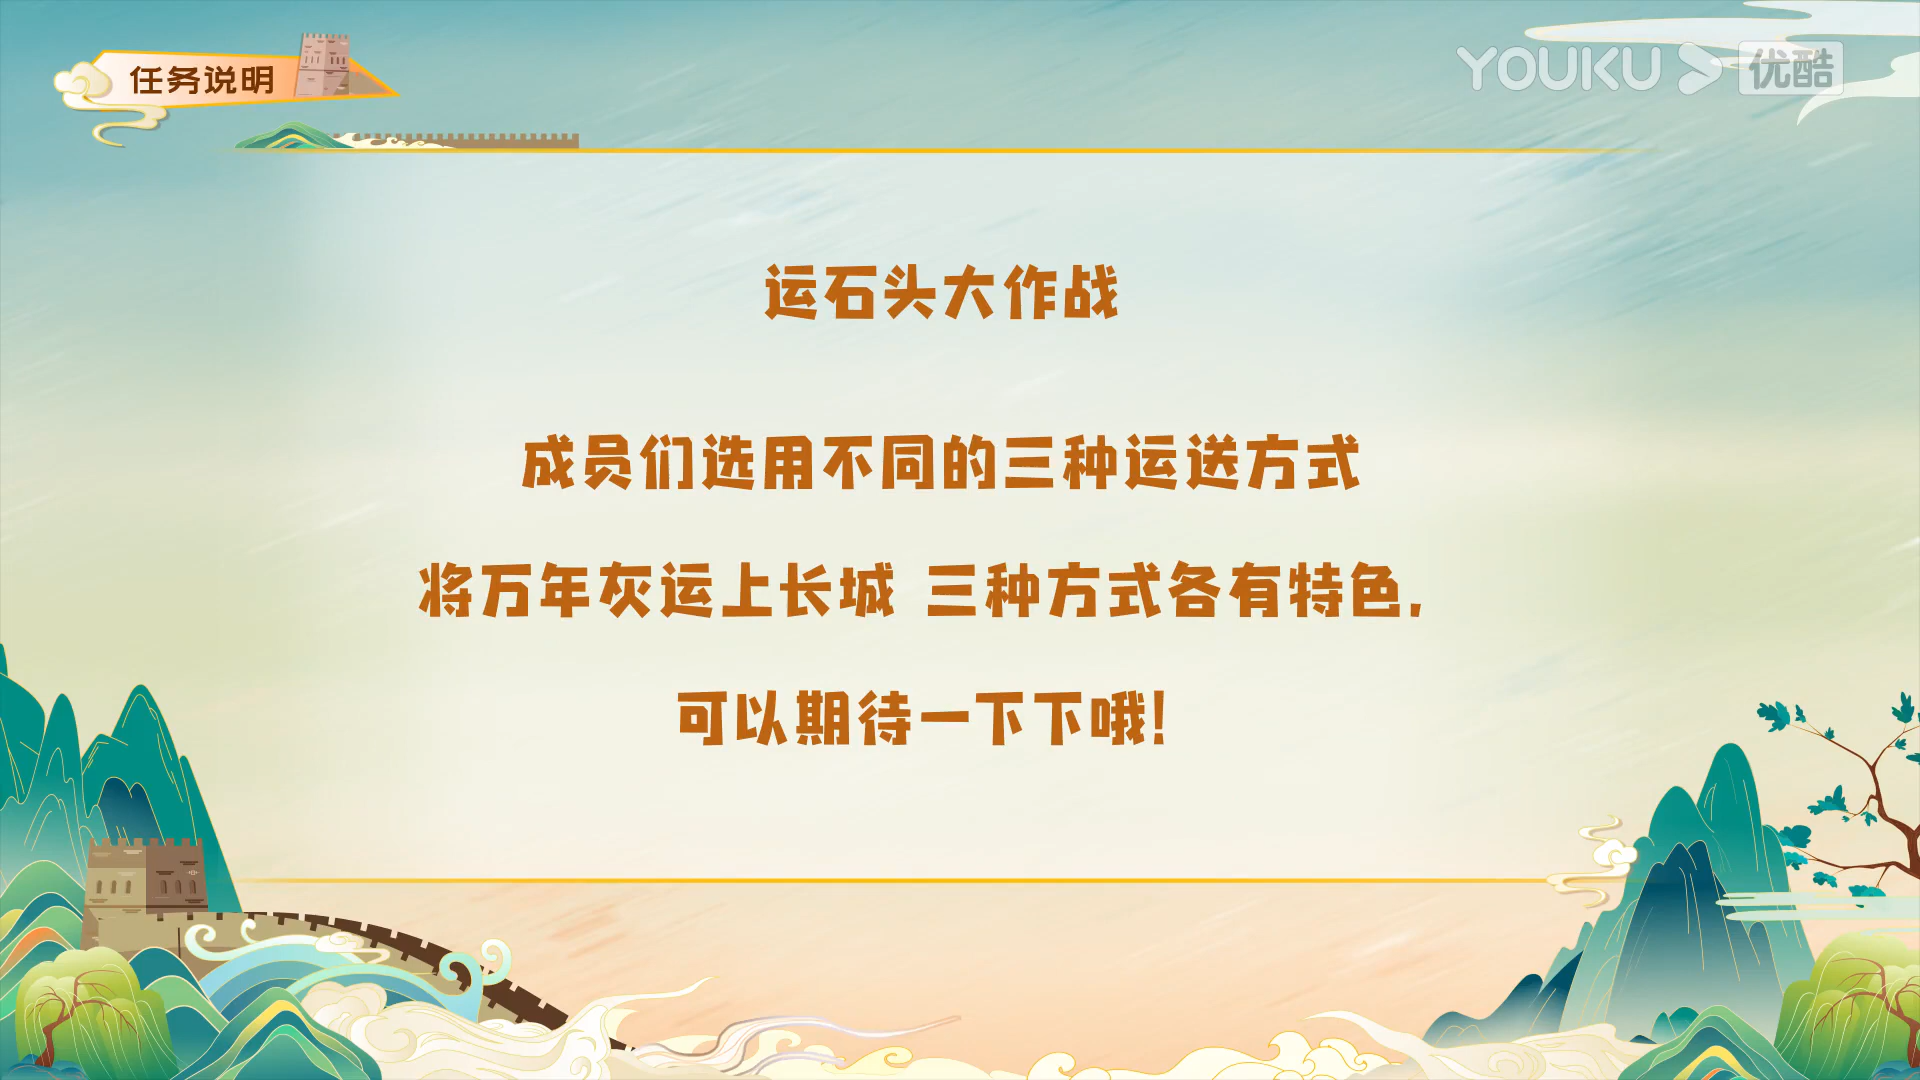 任务说明
YOUKU 优酷
运石头大作战
成员们选用不同的三种运送方式
将万年灰运上长城 三种方式各有特色,
可以期待一下下哦!